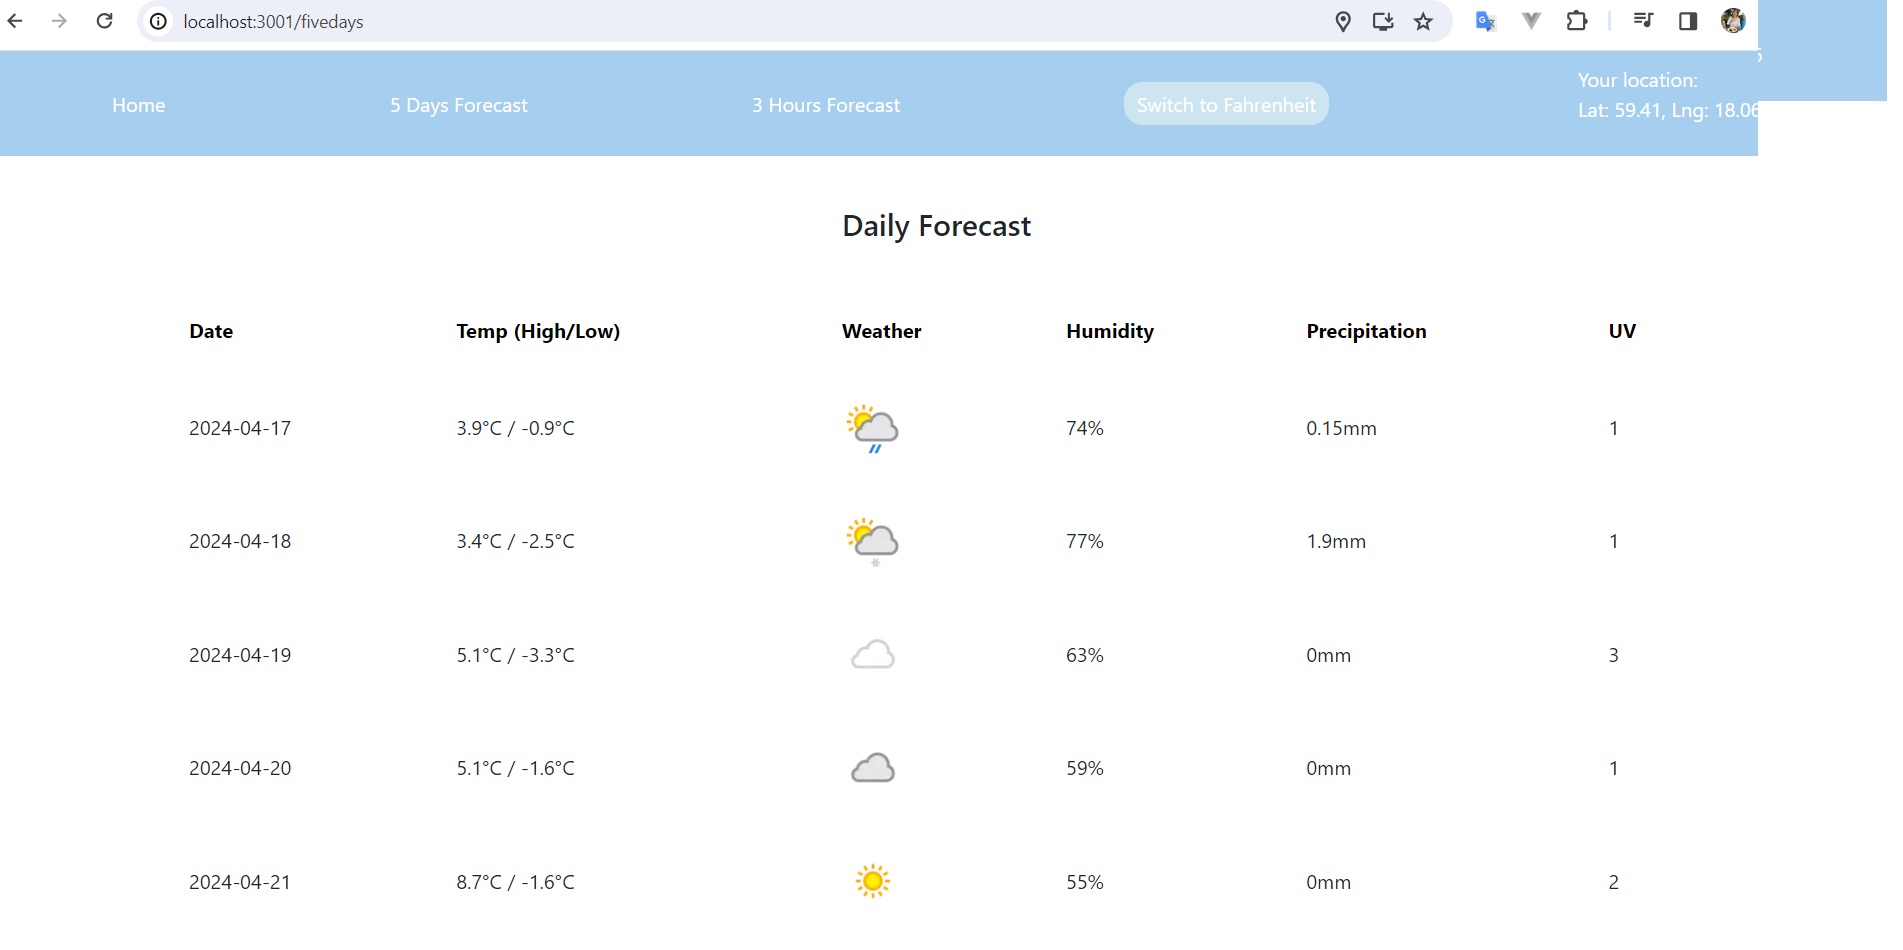 localhost:3001/fivedays
Home 5 Days Forecast 3 Hours Forecast Switch to Fahrenheit Your location:
Lat: 59.41, Lng: 18.06
Daily Forecast
Date Temp (High/Low) Weather Humidity Precipitation UV
2024-04-17 3.9°C / -0.9°C 74% 0.15mm 1
2024-04-18 3.4°C / -2.5°C 77% 1.9mm 1
2024-04-19 5.1°C / -3.3°C 63% 0mm 3
2024-04-20 5.1°C / -1.6°C 59% 0mm 1
2024-04-21 8.7°C / -1.6°C 55% 0mm 2